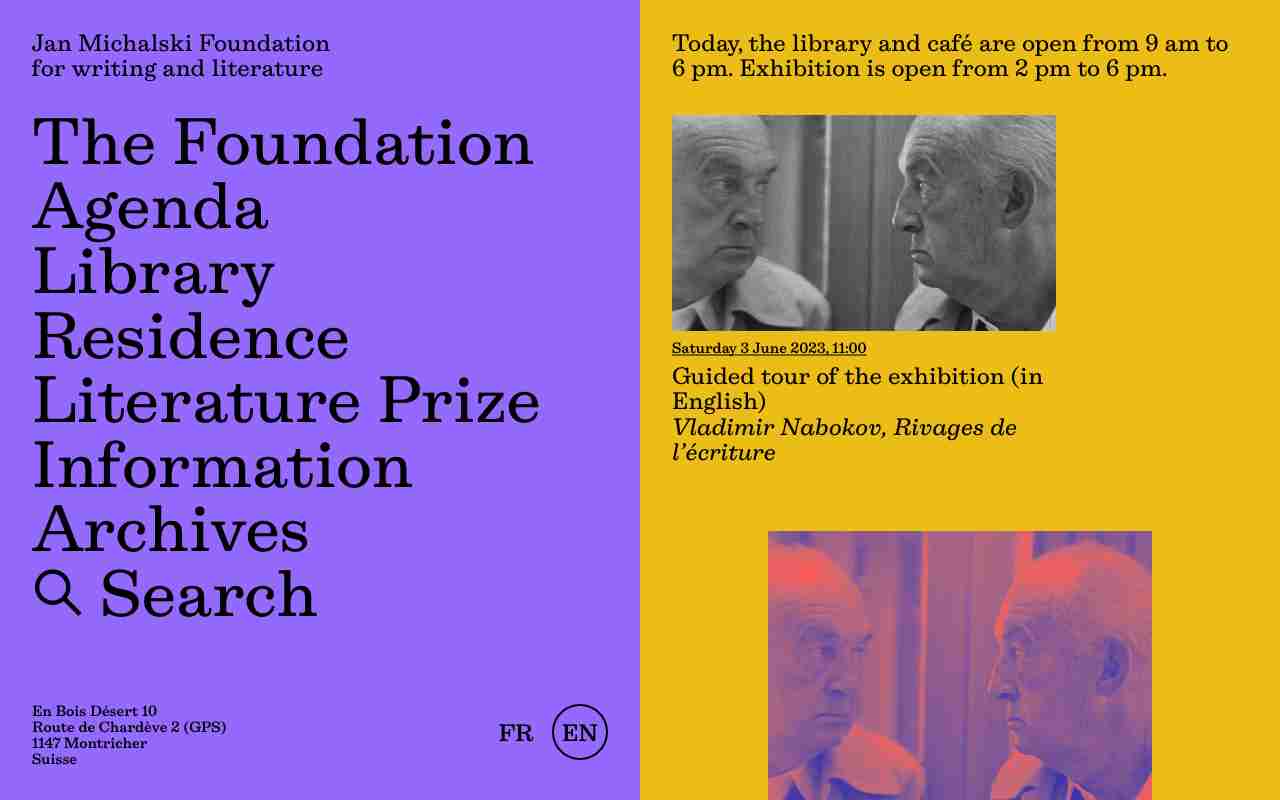 Jan Michalski Foundation
for writing and literature
The Foundation
Agenda
Library
Residence
Literature Prize
Information
Archives
Search
En Bois Désert 10
Route de Chardève 2 (GPS)
1147 Montricher
Suisse
FR
EN
Today, the library and café are open from 9 am to
6 pm. Exhibition is open from 2 pm to 6 pm.
Saturday 3 June 2023, 11:00
Guided tour of the exhibition (in
English)
Vladimir Nabokov, Rivages de
l’écriture